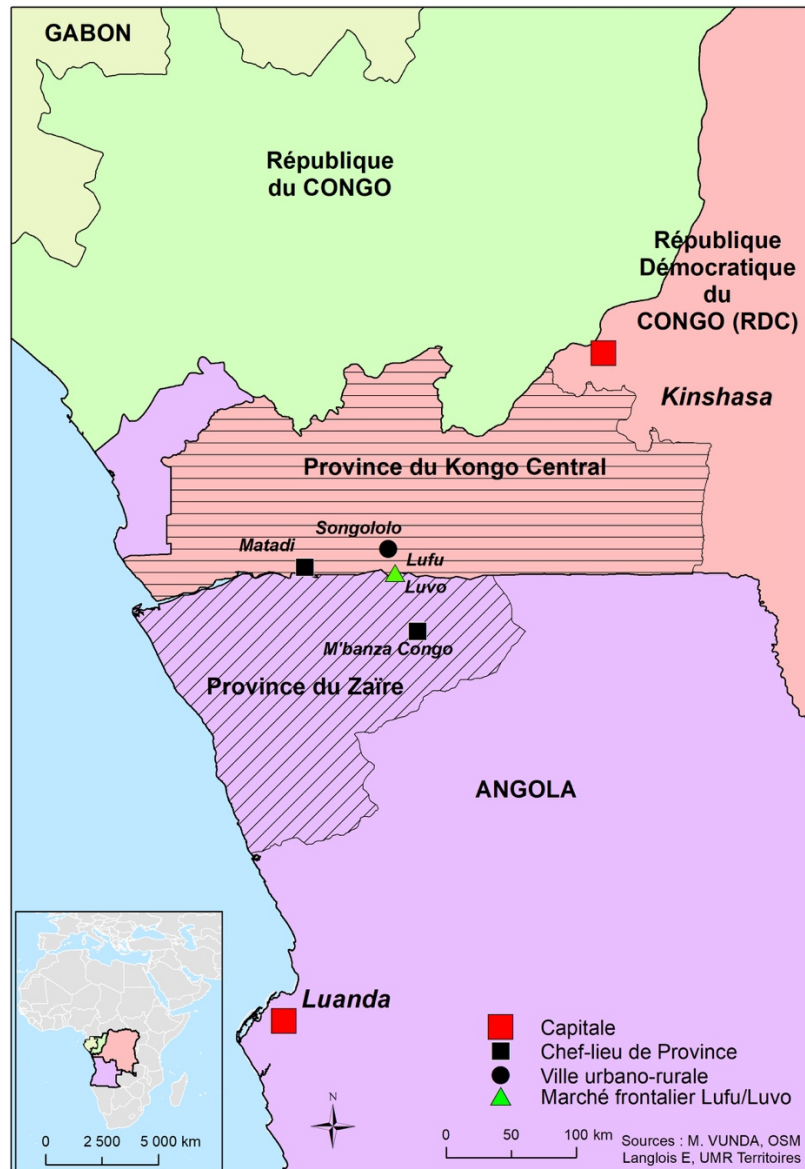 GABON
République
du CONGO
République
Démocratique
du
CONGO (RDC)
Kinshasa
Province du Kongo Central
Songololo
Matadi
Lufu
Luvo
M'banza Congo
Province du Zaïre
ANGOLA
Luanda
Capitale
Chef-lieu de Province
Ville urbano-rurale
Marché frontalier Lufu/Luvo
N
0 2 500 5 000 km
0 50 100 km
Sources : M. VUNDA, OSM
Langlois E, UMR Territoires